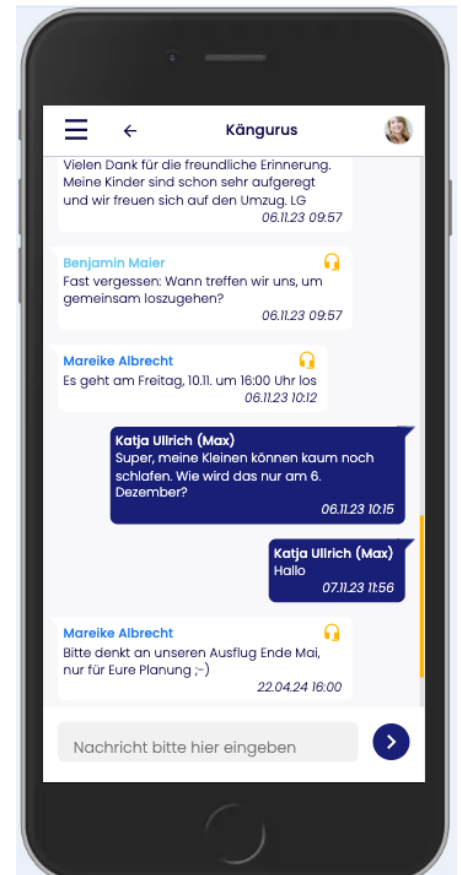 Kängurus
Vielen Dank für die freundliche Erinnerung.
Meine Kinder sind schon sehr aufgeregt
und wir freuen sich auf den Umzug. LG
06.11.23 09:57
Benjamin Maier
Fast vergessen: Wann treffen wir uns, um
gemeinsam loszugehen?
06.11.23 09:57
Mareike Albrecht
Es geht am Freitag, 10.11. um 16:00 Uhr los
06.11.23 10:12
Katja Ullrich (Max)
Super, meine Kleinen können kaum noch
schlafen. Wie wird das nur am 6.
Dezember?
06.11.23 10:15
Katja Ullrich (Max)
Hallo
07.11.23 11:56
Mareike Albrecht
Bitte denkt an unseren Ausflug Ende Mai,
nur für Eure Planung ;-)
22.04.24 16:00
Nachricht bitte hier eingeben